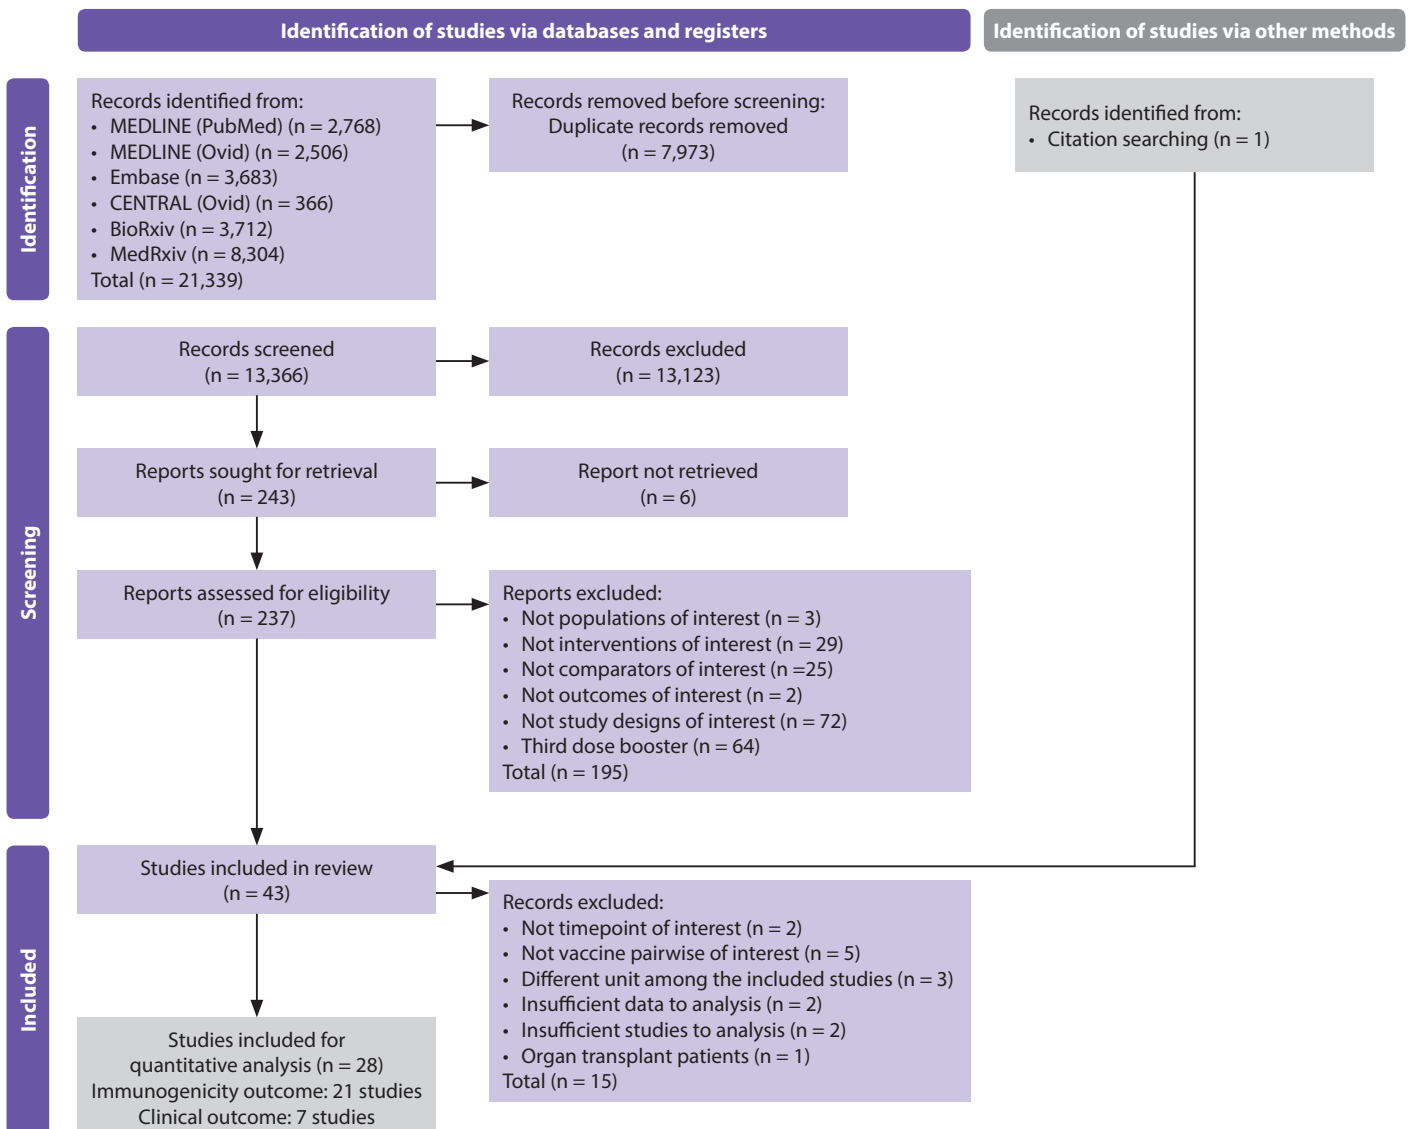 Identification of studies via databases and registers
Identification of studies via other methods
Identification
Records identified from:
• MEDLINE (PubMed) (n = 2,768)
• MEDLINE (Ovid) (n = 2,506)
• Embase (n = 3,683)
• CENTRAL (Ovid) (n = 366)
• BioRxiv (n = 3,712)
• MedRxiv (n = 8,304)
Total (n = 21,339)
Records removed before screening:
Duplicate records removed
(n = 7,973)
Records identified from:
• Citation searching (n = 1)
Screening
Records screened
(n = 13,366)
Records excluded
(n = 13,123)
Reports sought for retrieval
(n = 243)
Report not retrieved
(n = 6)
Reports assessed for eligibility
(n = 237)
Reports excluded:
• Not populations of interest (n = 3)
• Not interventions of interest (n = 29)
• Not comparators of interest (n =25)
• Not outcomes of interest (n = 2)
• Not study designs of interest (n = 72)
• Third dose booster (n = 64)
Total (n = 195)
Included
Studies included in review
(n = 43)
Records excluded:
• Not timepoint of interest (n = 2)
• Not vaccine pairwise of interest (n = 5)
• Different unit among the included studies (n = 3)
• Insufficient data to analysis (n = 2)
• Insufficient studies to analysis (n = 2)
• Organ transplant patients (n = 1)
Total (n = 15)
Studies included for
quantitative analysis (n = 28)
Immunogenicity outcome: 21 studies
Clinical outcome: 7 studies